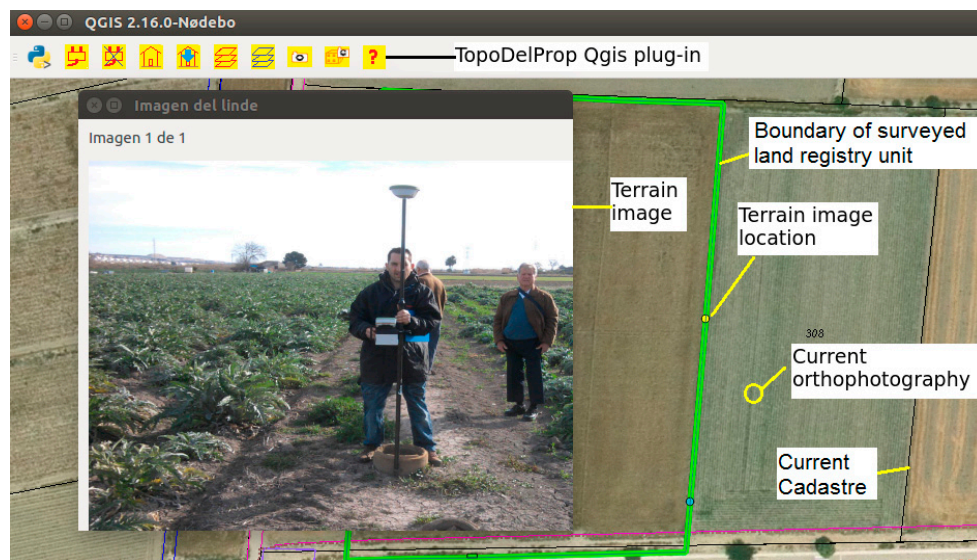 QGIS 2.16.0-Nødebo
?
TopoDelProp Qgis plug-in
Imagen del linde
Imagen 1 de 1
Boundary of surveyed
land registry unit
Terrain
image
Terrain image
location
308
Current
orthophotography
Current
Cadastre